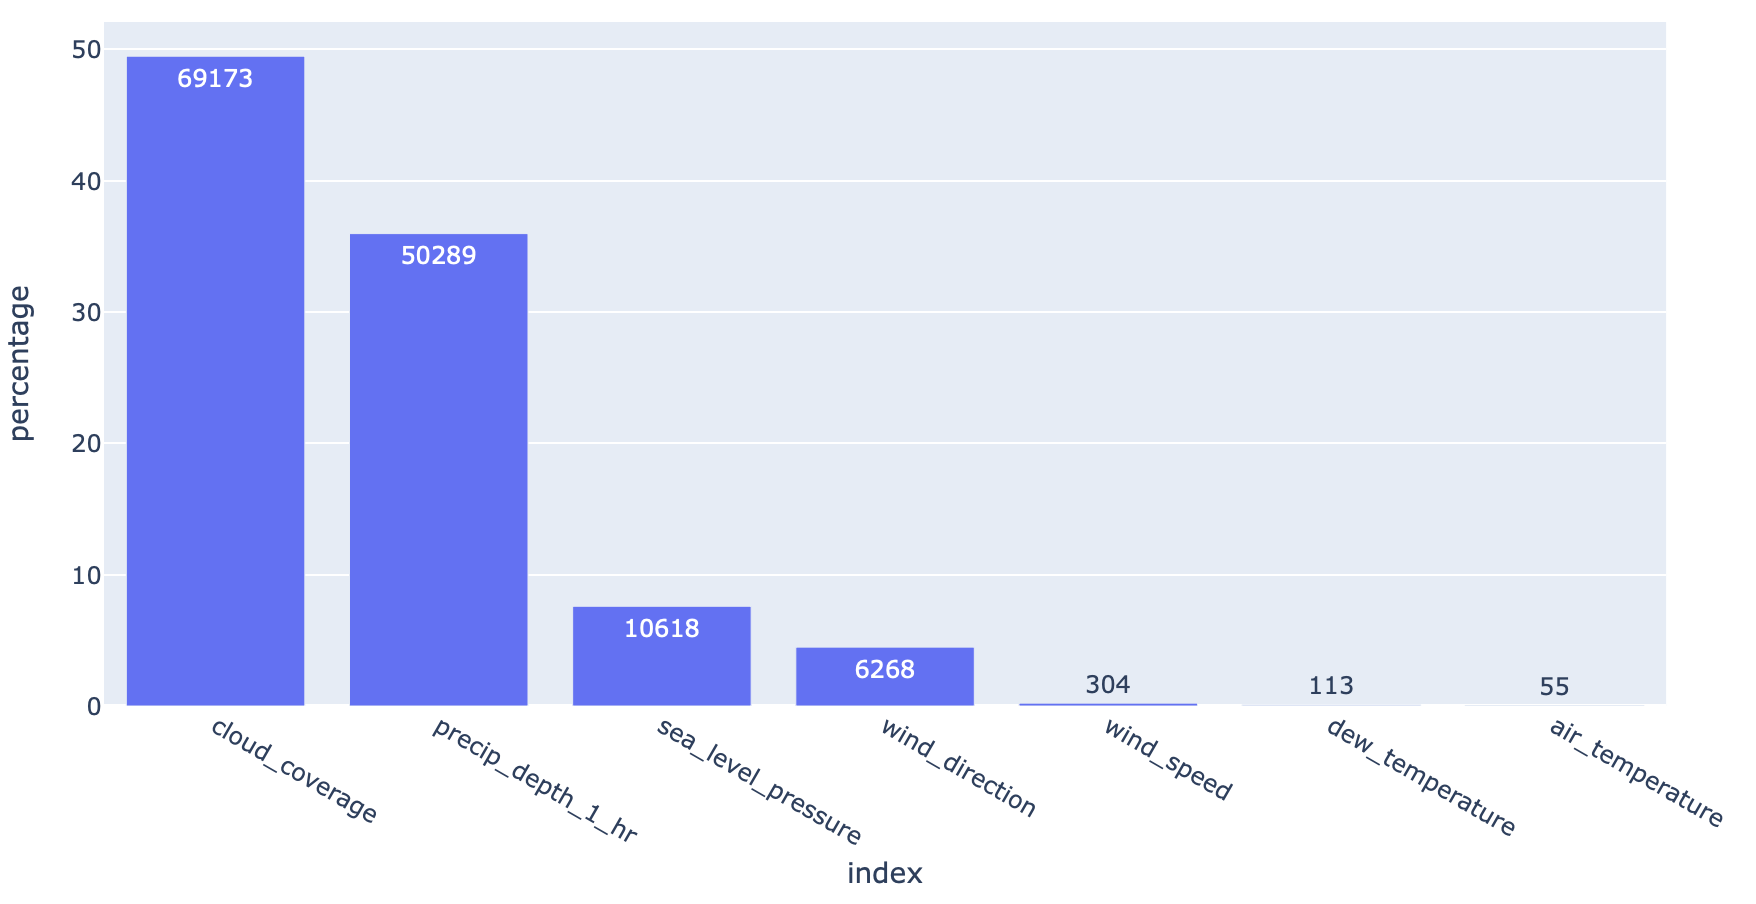 percentage
50
40
30
20
10
0
69173
50289
10618
6268
304
113
55
cloud_coverage
precip_depth_1_hr
sea_level_pressure
wind_direction
wind_speed
dew_temperature
air_temperature
index